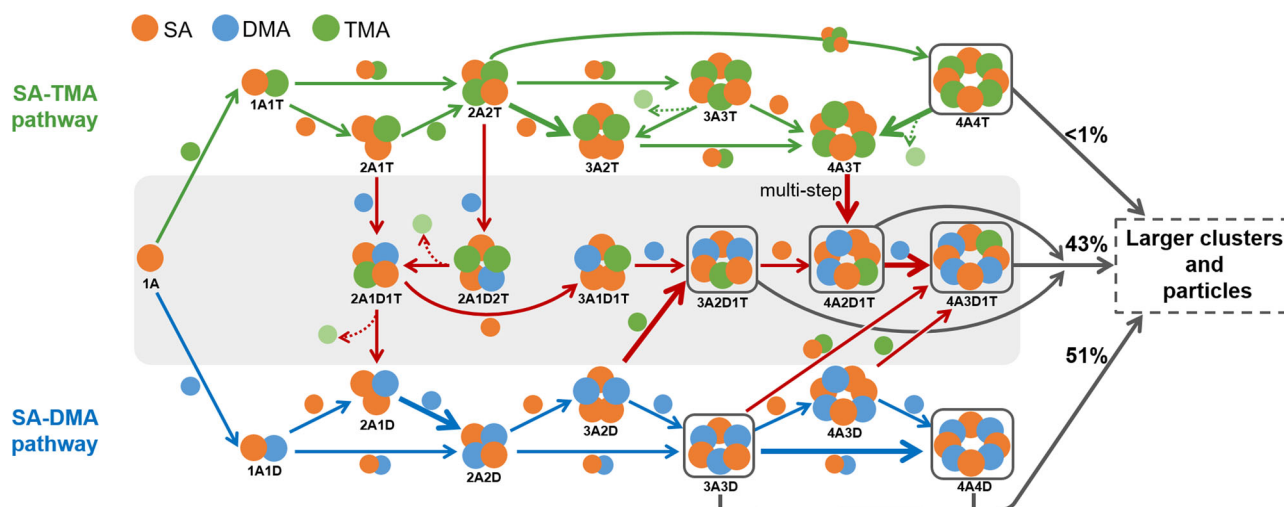 SA DMA TMA
SA-TMA
pathway
1A1T
2A2T
3A3T
4A4T
2A1T
3A2T
4A3T
<1%
multi-step
1A
2A1D1T
2A1D2T
3A1D1T
3A2D1T
4A2D1T
4A3D1T
43%
Larger clusters
and
particles
51%
SA-DMA
pathway
2A1D
3A2D
4A3D
1A1D
2A2D
3A3D
4A4D